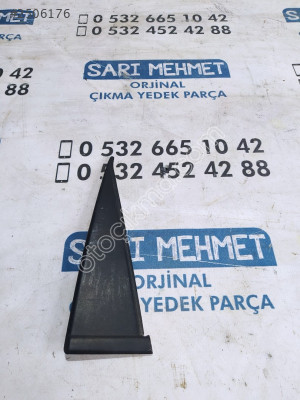 06176
0 532 665 10 42
0 532 452 42 88
SARI MEHMET
ORJİNAL
ÇIKMA YEDEK PARÇA
0 532 665 10 42
0 532 452 42 88
SARI MEHMET
ORJİNAL
YEDEK PARÇA